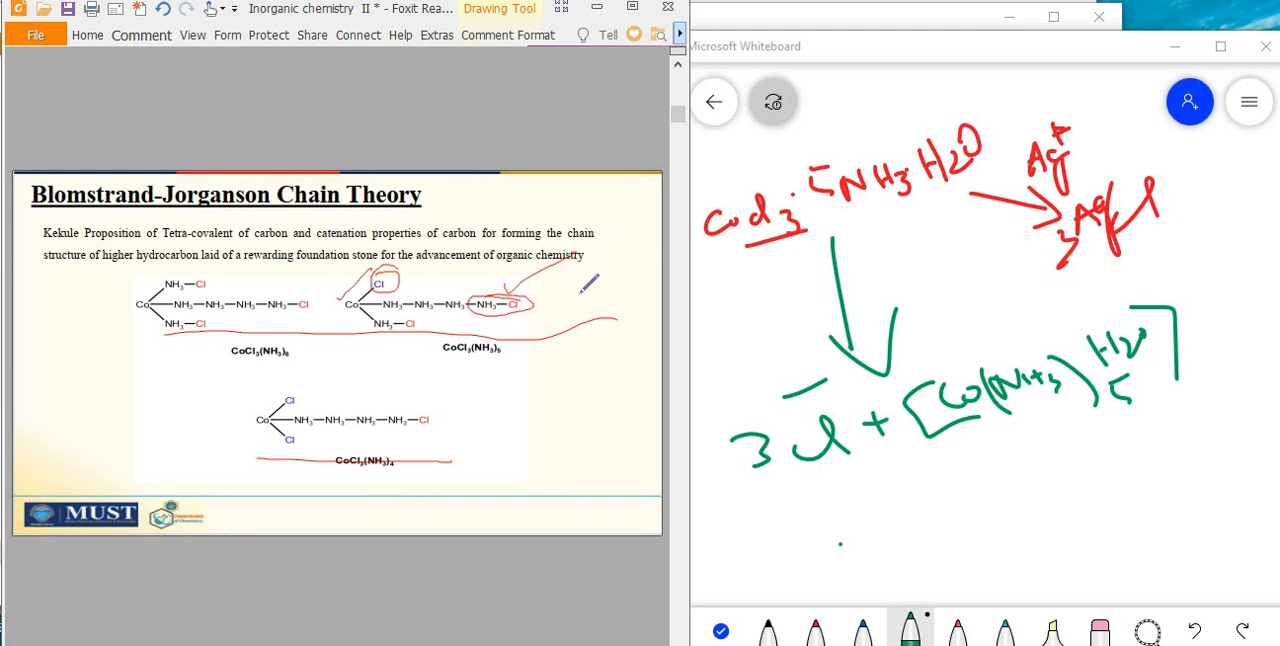 Inorganic chemistry II * - Foxit Rea...
Drawing Tool
File Home Comment View Form Protect Share Connect Help Extras Comment Format Tell
Microsoft Whiteboard
Blomstrand-Jorganson Chain Theory
Kekule Proposition of Tetra-covalent of carbon and catenation properties of carbon for forming the chain
structure of higher hydrocarbon laid of a rewarding foundation stone for the advancement of organic chemistry
NH₃—Cl
Co—NH₃—NH₃—NH₃—NH₃—Cl
NH₃—Cl
CoCl₃(NH₃)₆
Cl
Co—NH₃—NH₃—NH₃—NH₃—Cl
NH₃—Cl
CoCl₃(NH₃)₅
Cl
Co—NH₃—NH₃—NH₃—NH₃—Cl
Cl
CoCl₃(NH₃)₄
MUST
CoCl₃·5NH₃H₂O
Ag⁺
3AgCl
3Cl⁻ + [Co(NH₃)₅H₂O]